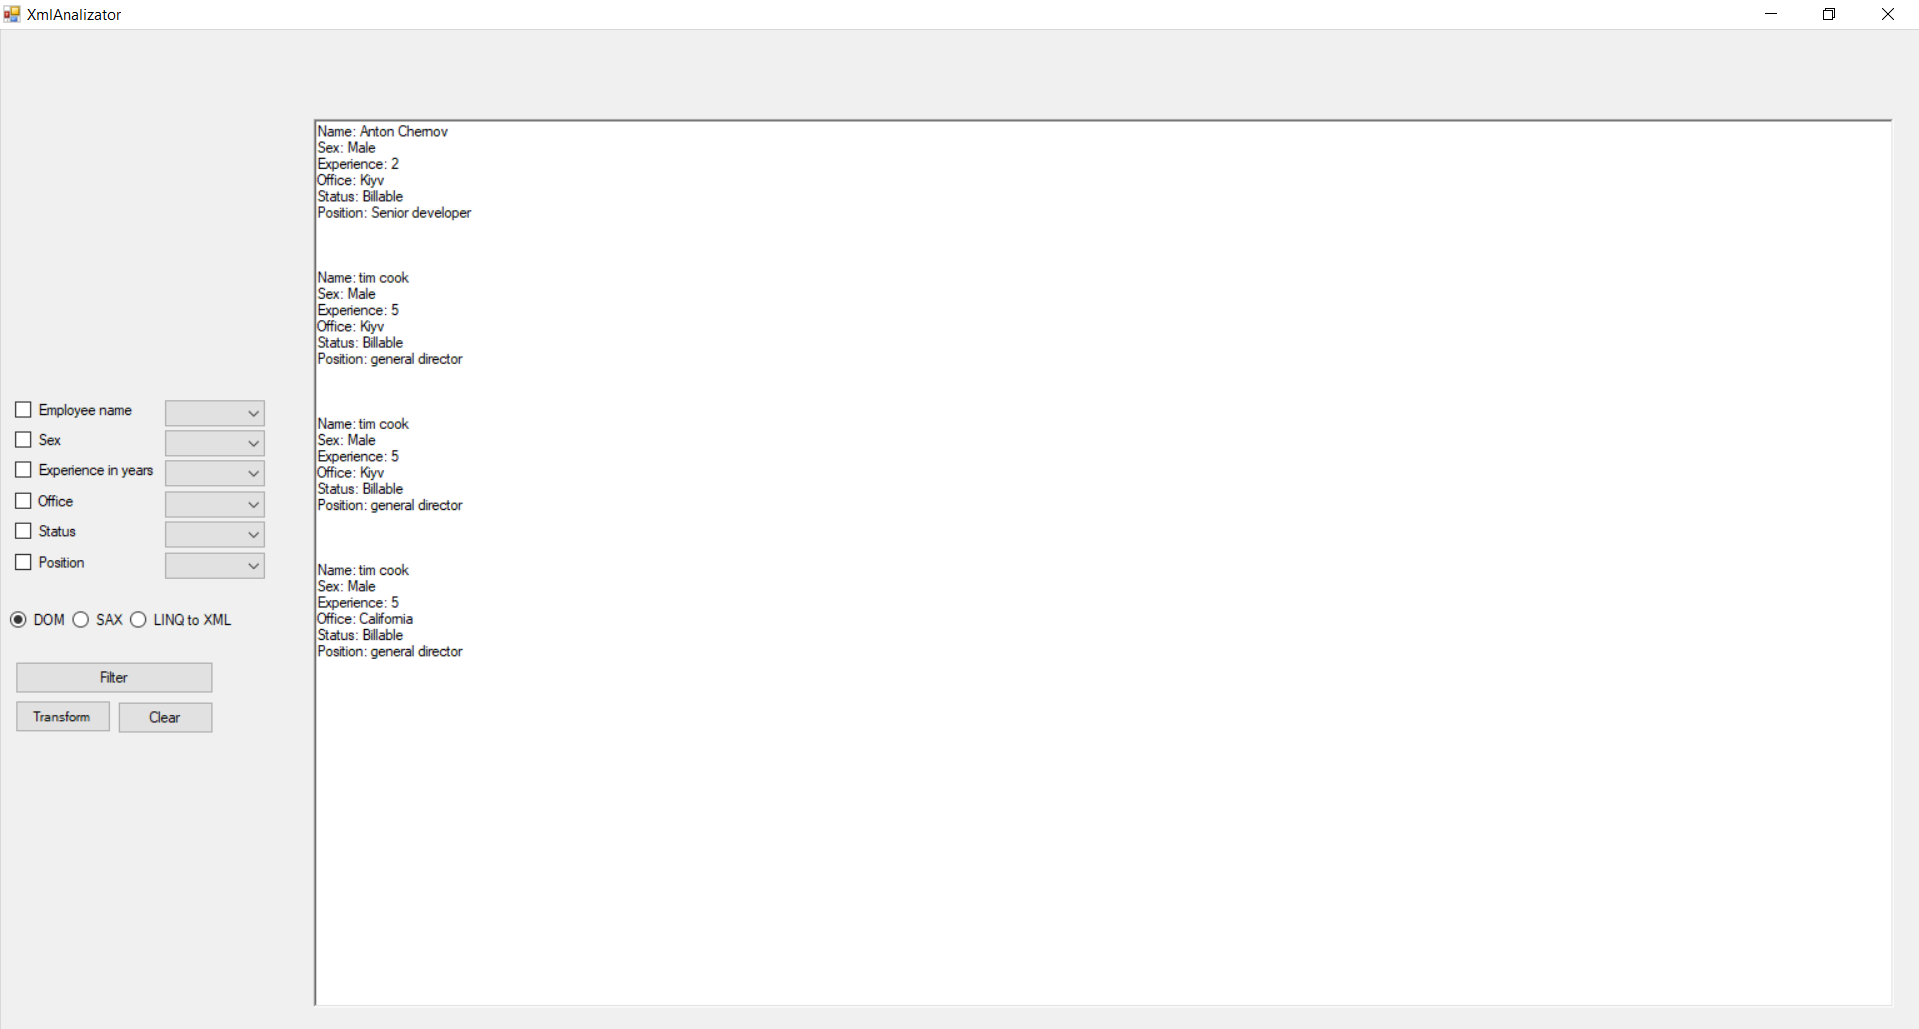 XmlAnalizator
Name: Anton Chernov
Sex: Male
Experience: 2
Office: Kiyv
Status: Billable
Position: Senior developer
Name: tim cook
Sex: Male
Experience: 5
Office: Kiyv
Status: Billable
Position: general director
Name: tim cook
Sex: Male
Experience: 5
Office: Kiyv
Status: Billable
Position: general director
Name: tim cook
Sex: Male
Experience: 5
Office: California
Status: Billable
Position: general director
Employee name
Sex
Experience in years
Office
Status
Position
DOM SAX LINQ to XML
Filter
Transform Clear